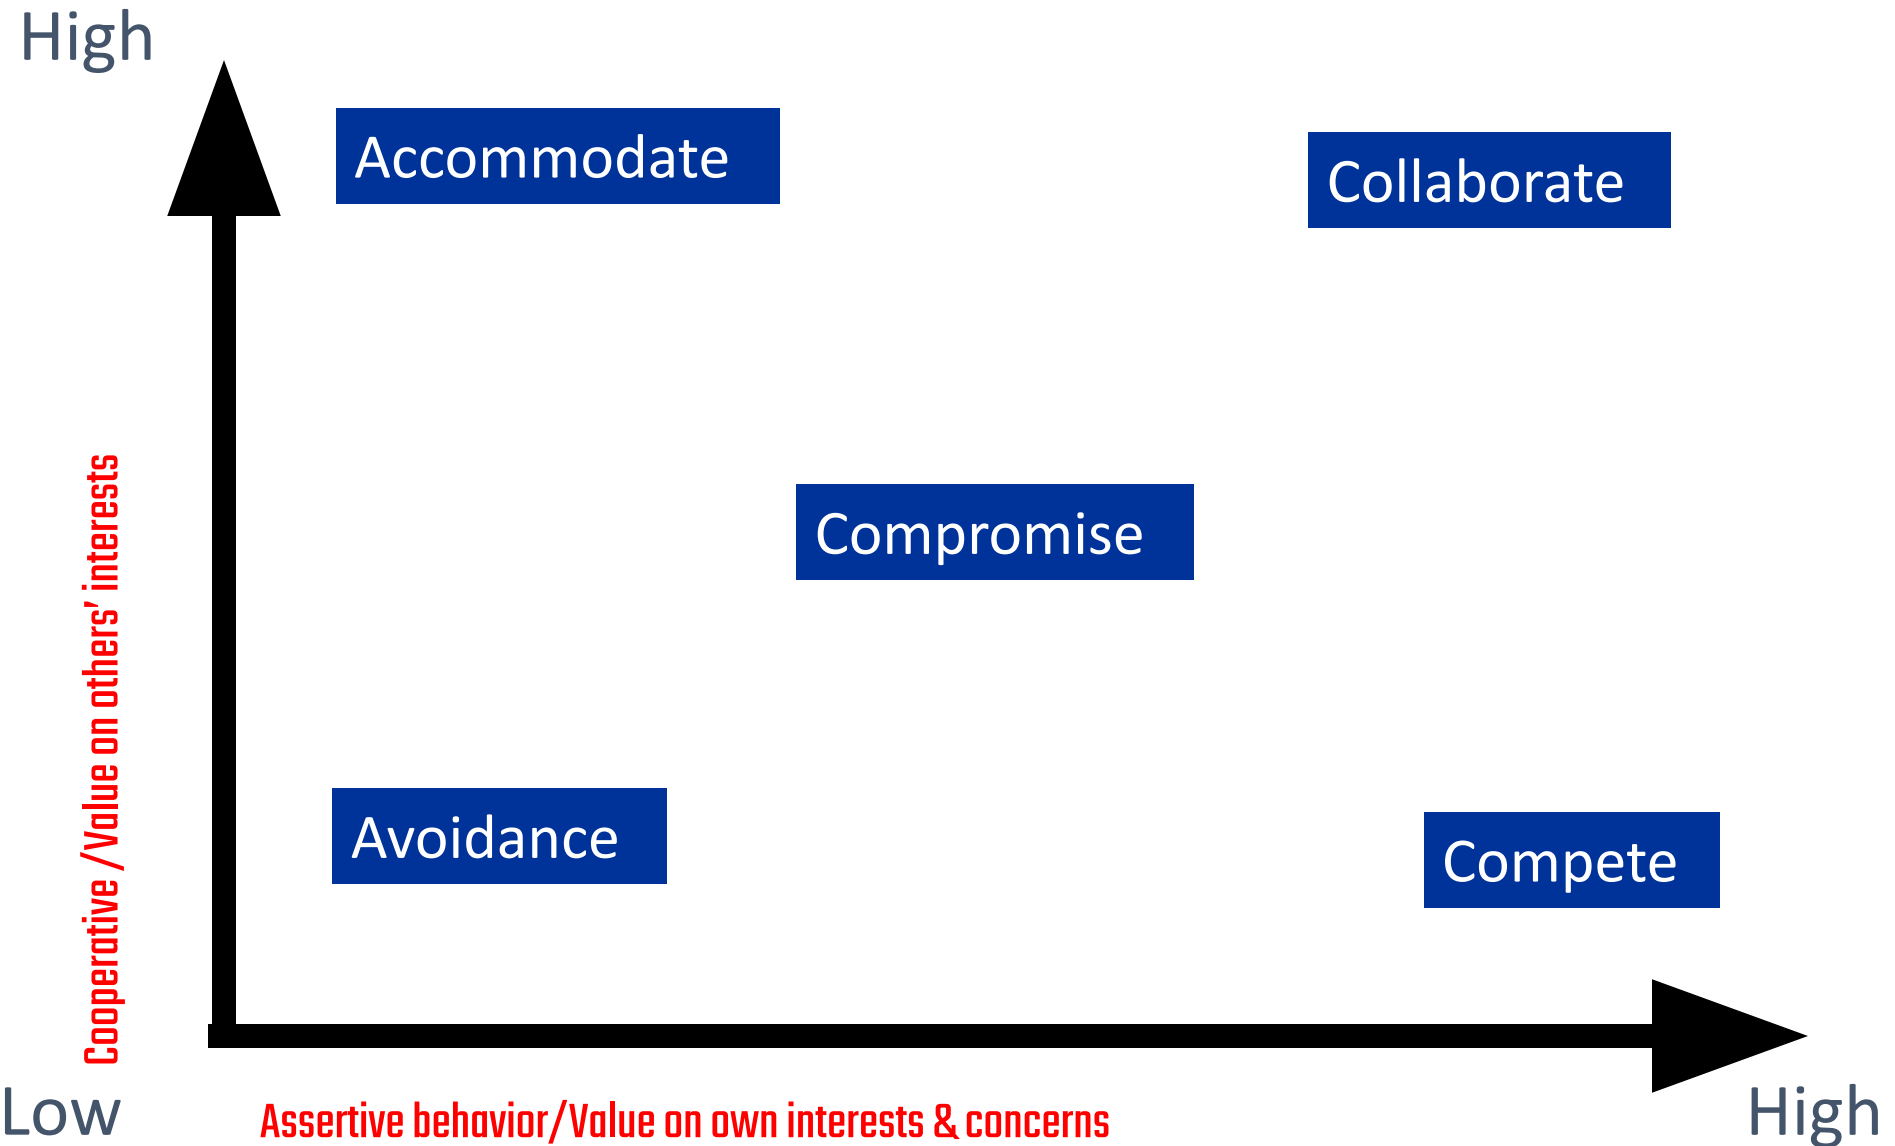 High
Accommodate
Collaborate
Compromise
Cooperative /Value on others’ interests
Avoidance
Compete
Low
Assertive behavior/Value on own interests & concerns
High